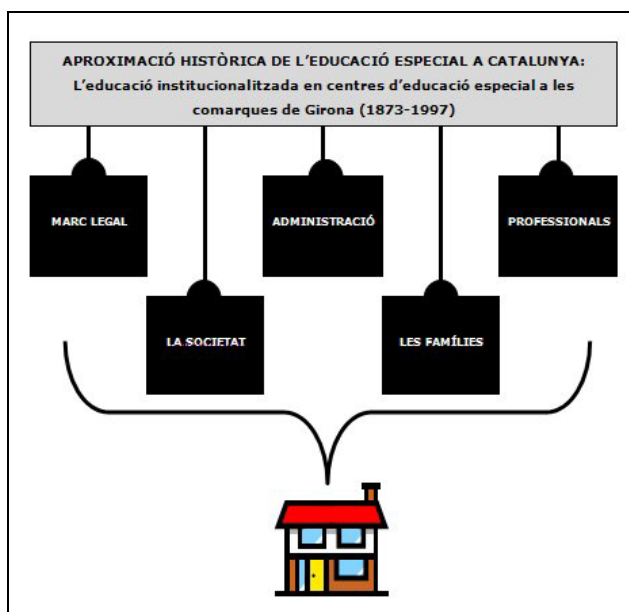 APROXIMACIÓ HISTÒRICA DE L'EDUCACIÓ ESPECIAL A CATALUNYA:
L'educació institucionalitzada en centres d'educació especial a les
comarques de Girona (1873-1997)
MARC LEGAL
ADMINISTRACIÓ
PROFESSIONALS
LA SOCIETAT
LES FAMÍLIES